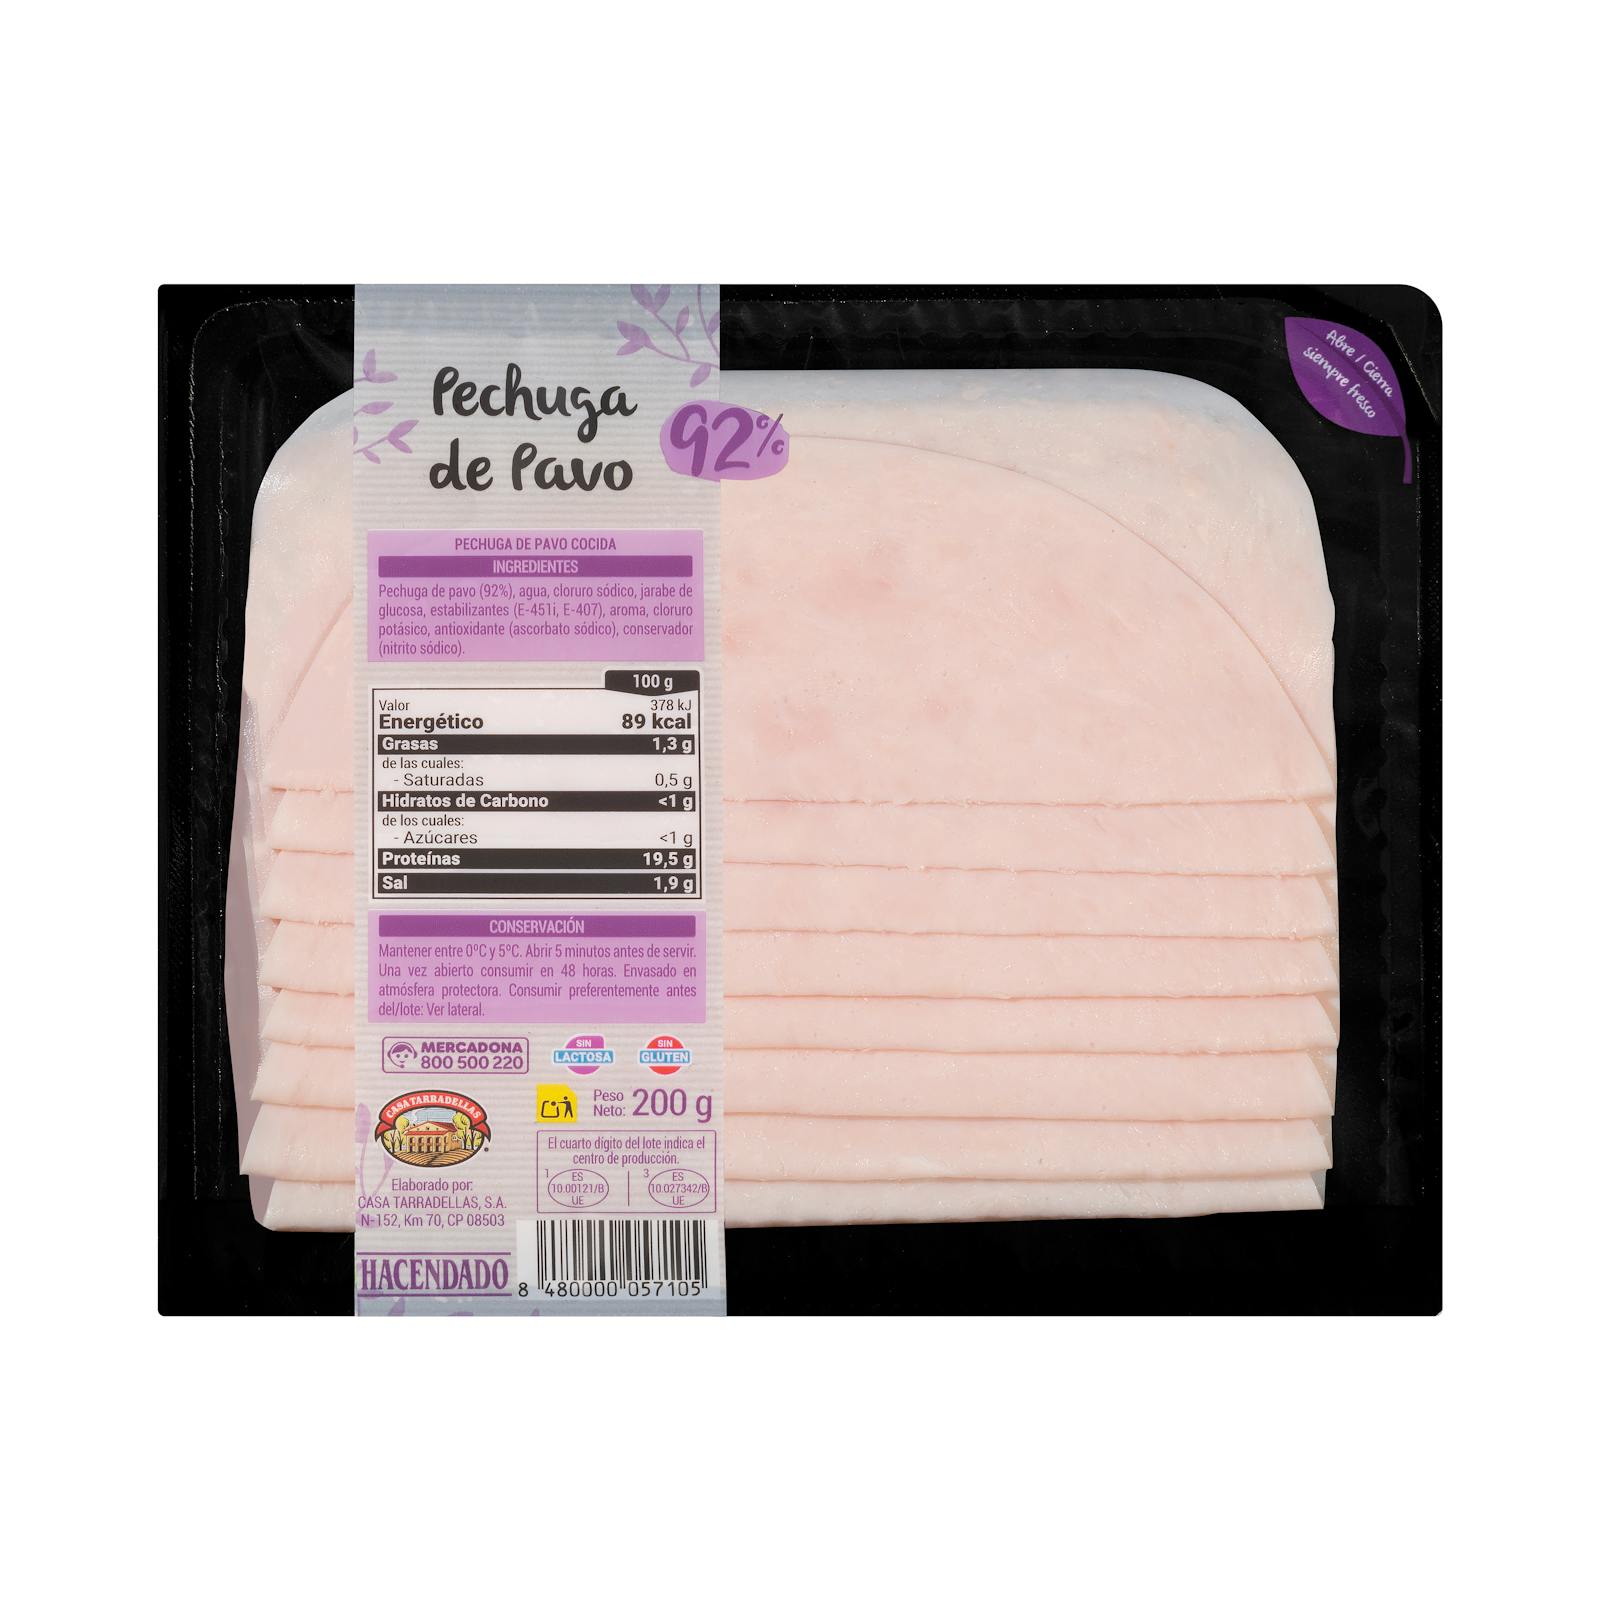 Pechuga
de Pavo
92%
Abre / Cierra
siempre fresco
PECHUGA DE PAVO COCIDA
INGREDIENTES
Pechuga de pavo (92%), agua, cloruro sódico, jarabe de
glucosa, estabilizantes (E-451i, E-407), aroma, cloruro
potásico, antioxidante (ascorbato sódico), conservador
(nitrito sódico).
100 g
Valor 378 kJ
Energético 89 kcal
Grasas 1,3 g
de las cuales:
- Saturadas 0,5 g
Hidratos de Carbono <1 g
de los cuales:
- Azúcares <1 g
Proteínas 19,5 g
Sal 1,9 g
CONSERVACIÓN
Mantener entre 0ºC y 5ºC. Abrir 5 minutos antes de servir.
Una vez abierto consumir en 48 horas. Envasado en
atmósfera protectora. Consumir preferentemente antes
del/lote: Ver lateral.
MERCADONA
800 500 220
SIN
LACTOSA
SIN
GLUTEN
CASA TARRADELLAS
Peso
Neto: 200 g
El cuarto dígito del lote indica el
centro de producción.
1 ES
10.00121/B
UE
3 ES
10.027342/B
UE
Elaborado por:
CASA TARRADELLAS, S.A.
N-152, Km 70, CP 08503
HACENDADO
8 480000 057105